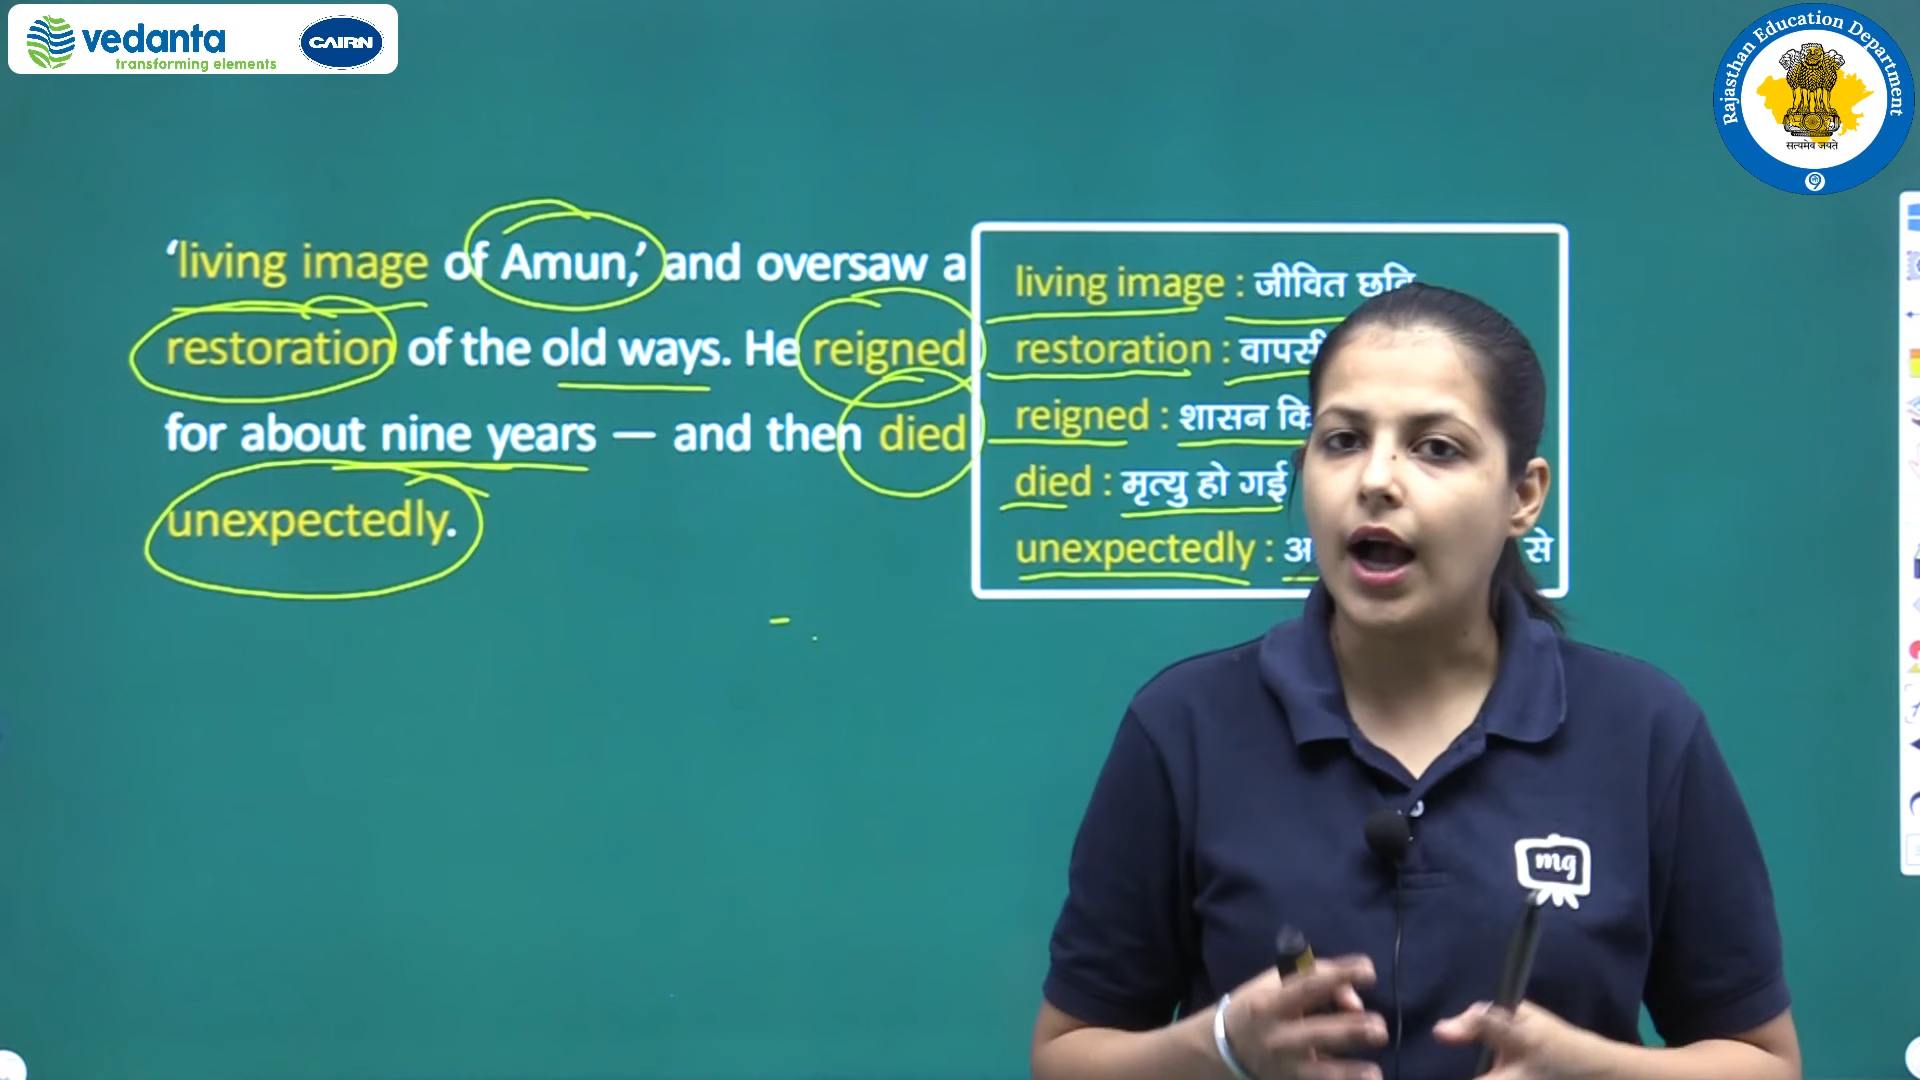 vedanta
transforming elements
CAIRN
Rajasthan Education Department
सत्यमेव जयते
‘living image of Amun,’ and oversaw a
restoration of the old ways. He reigned
for about nine years — and then died
unexpectedly.
living image : जीवित छवि
restoration : वापसी
reigned : शासन
died : मृत्यु हो गई
unexpectedly : से
mg